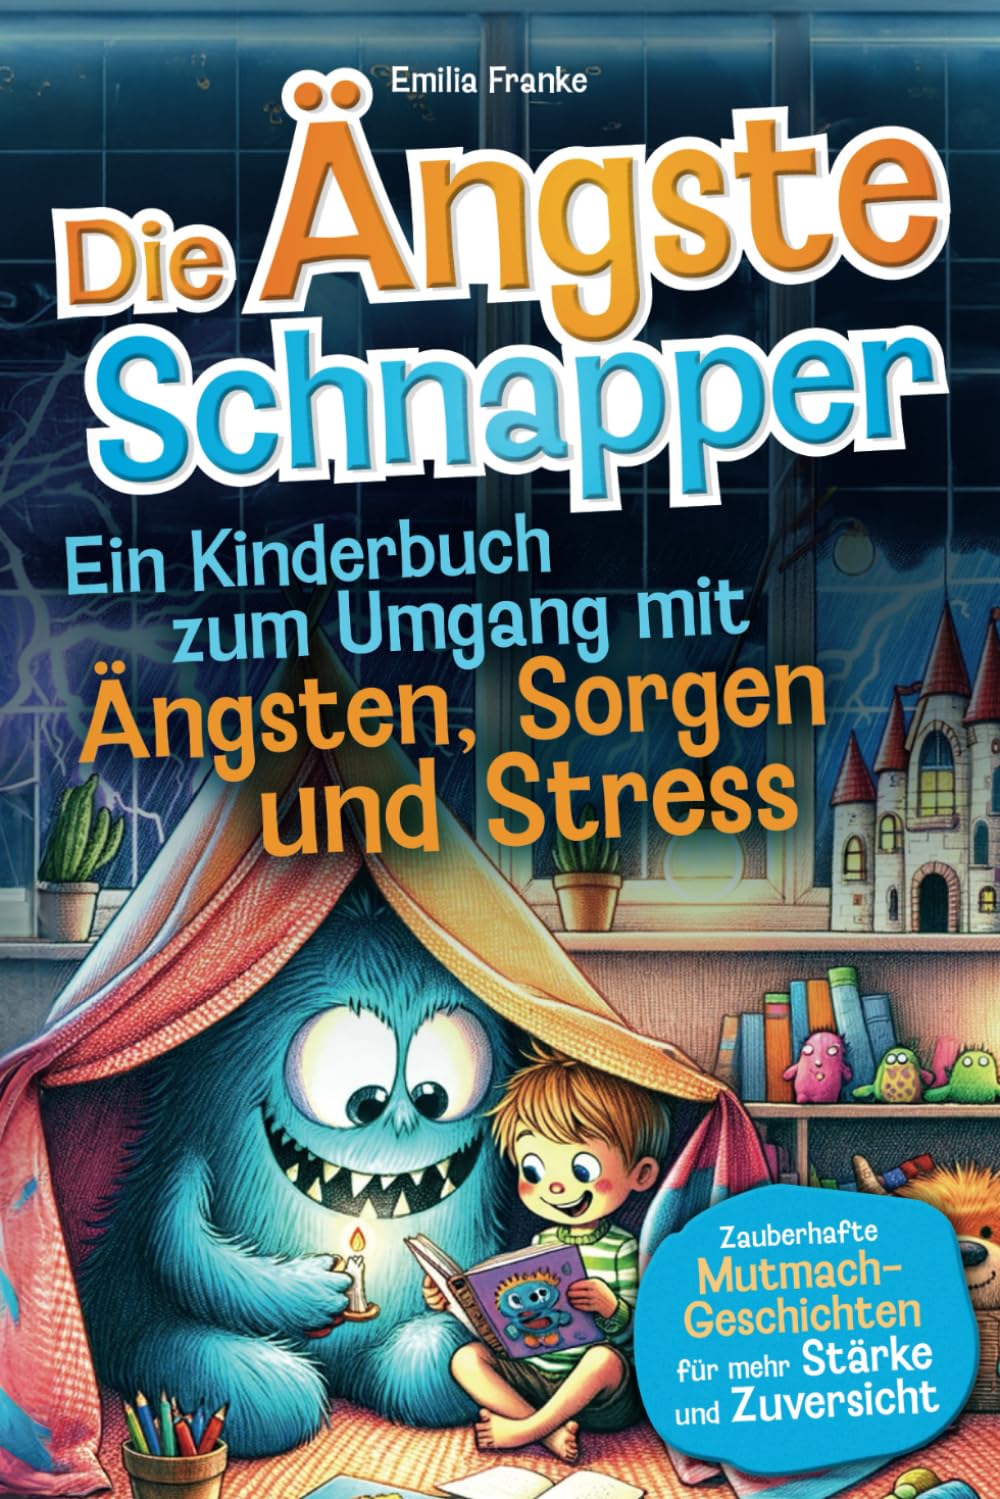 Emilia Franke
Die Ängste
Schnapper
Ein Kinderbuch
zum Umgang mit
Ängsten, Sorgen
und Stress
Zauberhafte
Mutmach-
Geschichten
für mehr Stärke
und Zuversicht